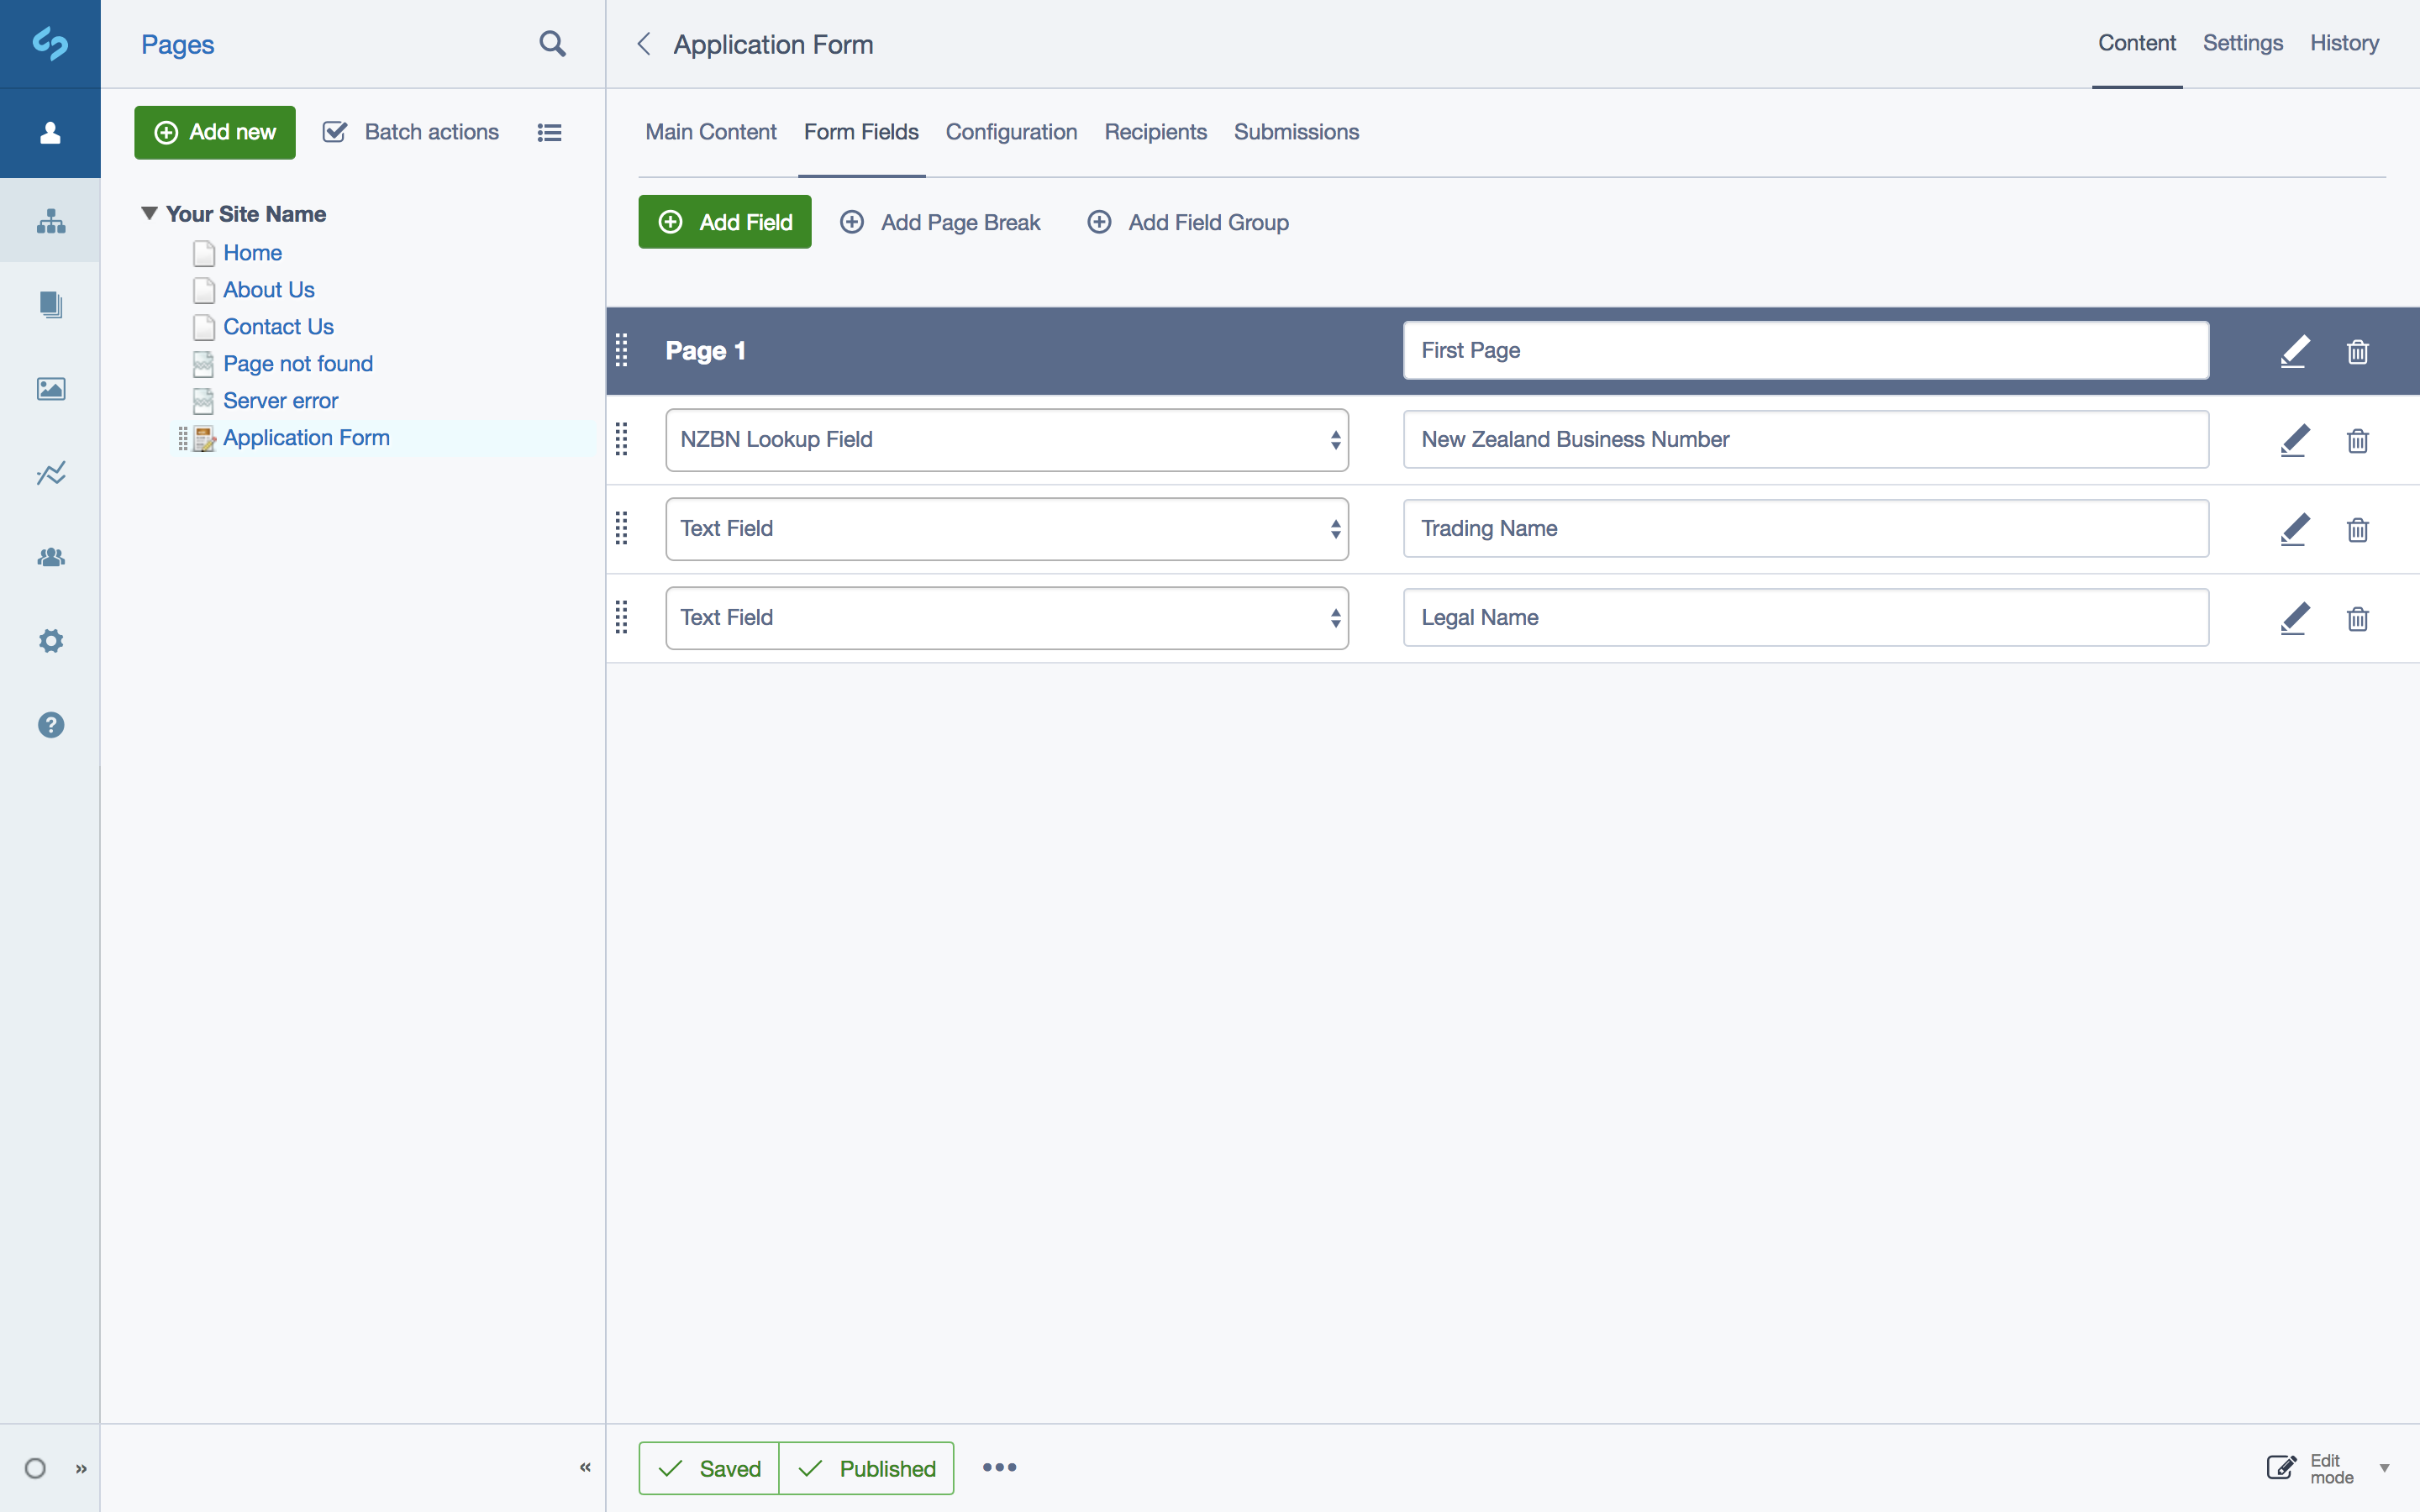 Pages
Application Form
Content Settings History
Add new Batch actions
Main Content Form Fields Configuration Recipients Submissions
Your Site Name
Home
About Us
Contact Us
Page not found
Server error
Application Form
Add Field Add Page Break Add Field Group
Page 1 First Page
NZBN Lookup Field New Zealand Business Number
Text Field Trading Name
Text Field Legal Name
Saved Published
Edit
mode